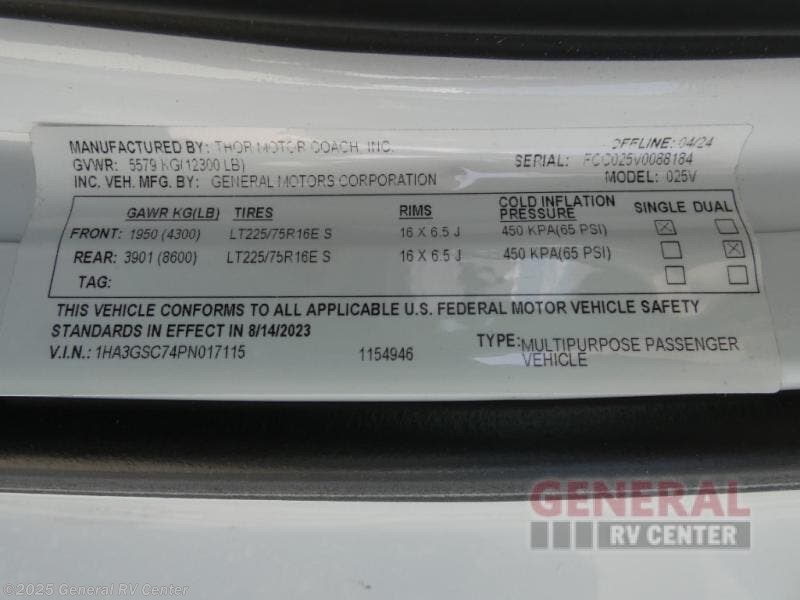 MANUFACTURED BY: THOR MOTOR COACH, INC. OFFLINE: 04/24
GVWR: 5579 KG(12300 LB) SERIAL: FCC025V0088184
INC. VEH. MFG. BY: GENERAL MOTORS CORPORATION MODEL: 025V
GAWR KG(LB) TIRES RIMS COLD INFLATION PRESSURE SINGLE DUAL
FRONT: 1950 (4300) LT225/75R16E S 16 X 6.5 J 450 KPA(65 PSI)
REAR: 3901 (8600) LT225/75R16E S 16 X 6.5 J 450 KPA(65 PSI)
TAG:
THIS VEHICLE CONFORMS TO ALL APPLICABLE U.S. FEDERAL MOTOR VEHICLE SAFETY
STANDARDS IN EFFECT IN 8/14/2023
V.I.N.: 1HA3GSC74PN017115 1154946 TYPE: MULTIPURPOSE PASSENGER
VEHICLE
GENERAL
RV CENTER
©2025 General RV Center